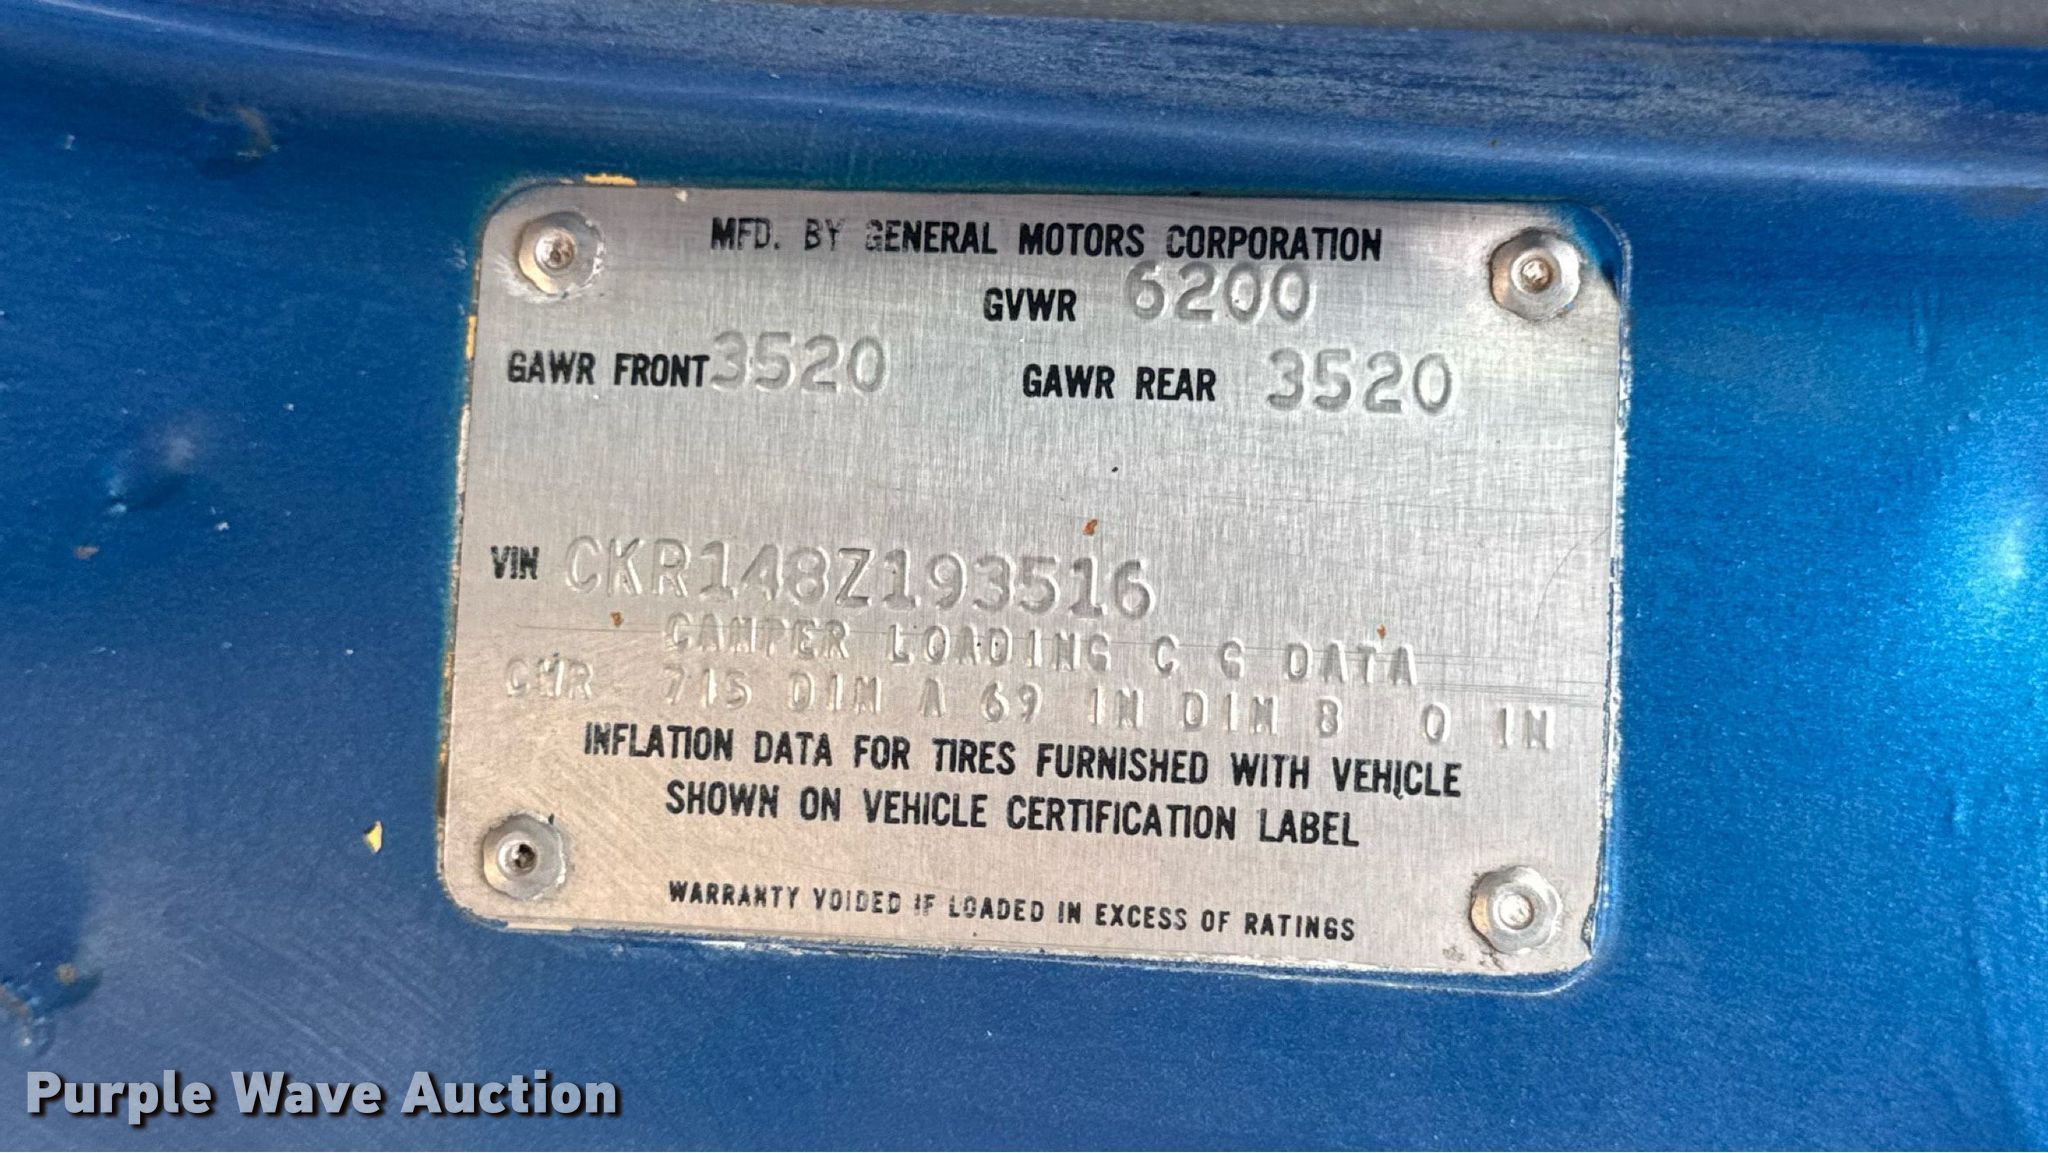 MFD. BY GENERAL MOTORS CORPORATION
GVWR 6200
GAWR FRONT 3520 GAWR REAR 3520
VIN CKR148Z193516
CAMPER LOADING C G DATA
CWR 715 DIM A 69 IN DIM B 0 IN
INFLATION DATA FOR TIRES FURNISHED WITH VEHICLE
SHOWN ON VEHICLE CERTIFICATION LABEL
WARRANTY VOIDED IF LOADED IN EXCESS OF RATINGS
Purple Wave Auction